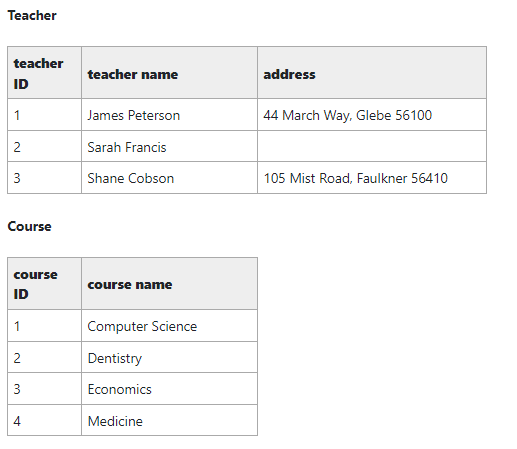 Teacher
teacher ID teacher name address
1 James Peterson 44 March Way, Glebe 56100
2 Sarah Francis
3 Shane Cobson 105 Mist Road, Faulkner 56410
Course
course ID course name
1 Computer Science
2 Dentistry
3 Economics
4 Medicine